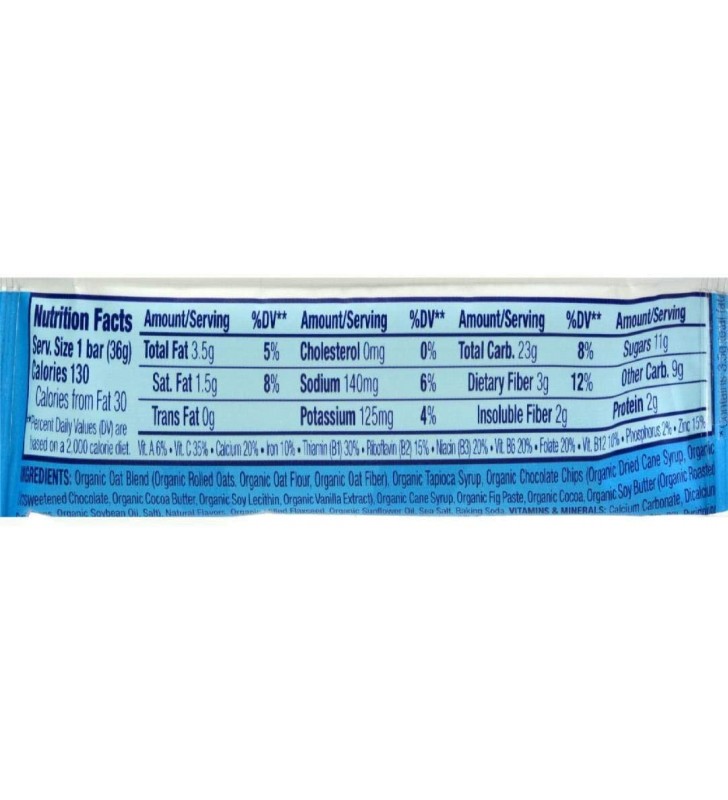 Nutrition Facts Amount/Serving %DV** Amount/Serving %DV** Amount/Serving %DV** Amount/Serving
Serv. Size 1 bar (36g) Total Fat 3.5g 5% Cholesterol 0mg 0% Total Carb. 23g 8% Sugars 11g
Calories 130 Sat. Fat 1.5g 8% Sodium 140mg 6% Dietary Fiber 3g 12% Other Carb. 9g
Calories from Fat 30 Trans Fat 0g Potassium 125mg 4% Insoluble Fiber 2g Protein 2g
**Percent Daily Values (DV) are
based on a 2,000 calorie diet. Vit. A 6% • Vit. C 35% • Calcium 20% • Iron 10% • Thiamin (B1) 30% • Riboflavin (B2) 15% • Niacin (B3) 20% • Vit. B6 20% • Folate 20% • Vit. B12 10% • Phosphorus 2% • Zinc 15%
INGREDIENTS: Organic Oat Blend (Organic Rolled Oats, Organic Oat Flour, Organic Oat Fiber), Organic Tapioca Syrup, Organic Chocolate Chips (Organic Dried Cane Syrup, Organic
Chocolate, Organic Cocoa Butter, Organic Soy Lecithin, Organic Vanilla Extract), Organic Cane Syrup, Organic Fig Paste, Organic Cocoa, Organic Soy Butter (Organic Roasted
Organic Soybean Oil, Salt), Natural Flavors, Flaxseed, Organic Sunflower Oil, Sea Salt, Baking Soda. VITAMINS & MINERALS: Calcium Carbonate,